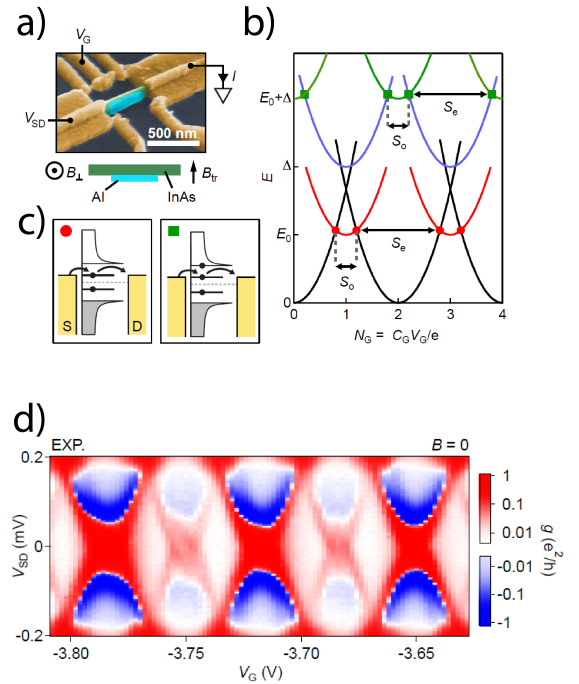 a)
V_G
I
V_SD
500 nm
B_⊥
B_tr
Al
InAs
b)
E
E_0+Δ
Δ
E_0
0
S_e
S_o
S_e
S_o
0 1 2 3 4
N_G = C_GV_G/e
c)
S D
d)
EXP.
B = 0
V_SD (mV)
0.2
0
-0.2
-3.80 -3.75 -3.70 -3.65
V_G (V)
1
0.1
0.01
-0.01
-0.1
-1
g (e²/h)